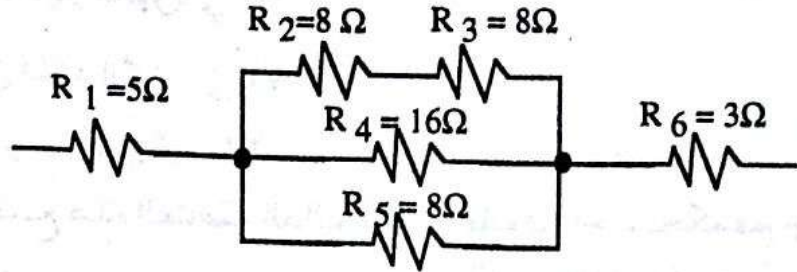 R 2=8 Ω R 3 = 8Ω
R 1 =5Ω
R 4 = 16Ω
R 6 = 3Ω
R 5 = 8Ω